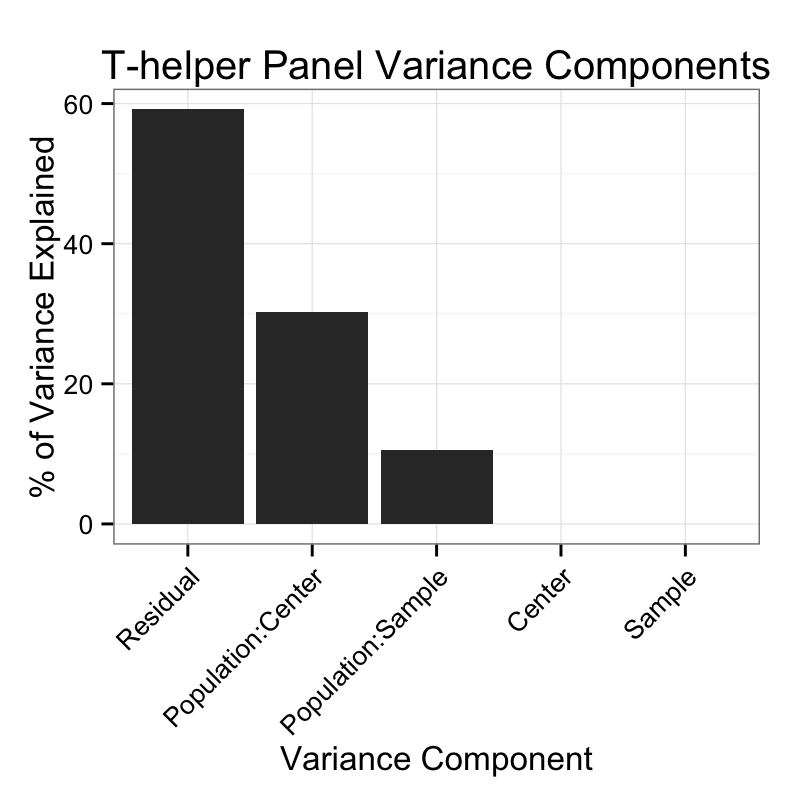 T-helper Panel Variance Components
% of Variance Explained
60
40
20
0
Residual
Population:Center
Population:Sample
Center
Sample
Variance Component